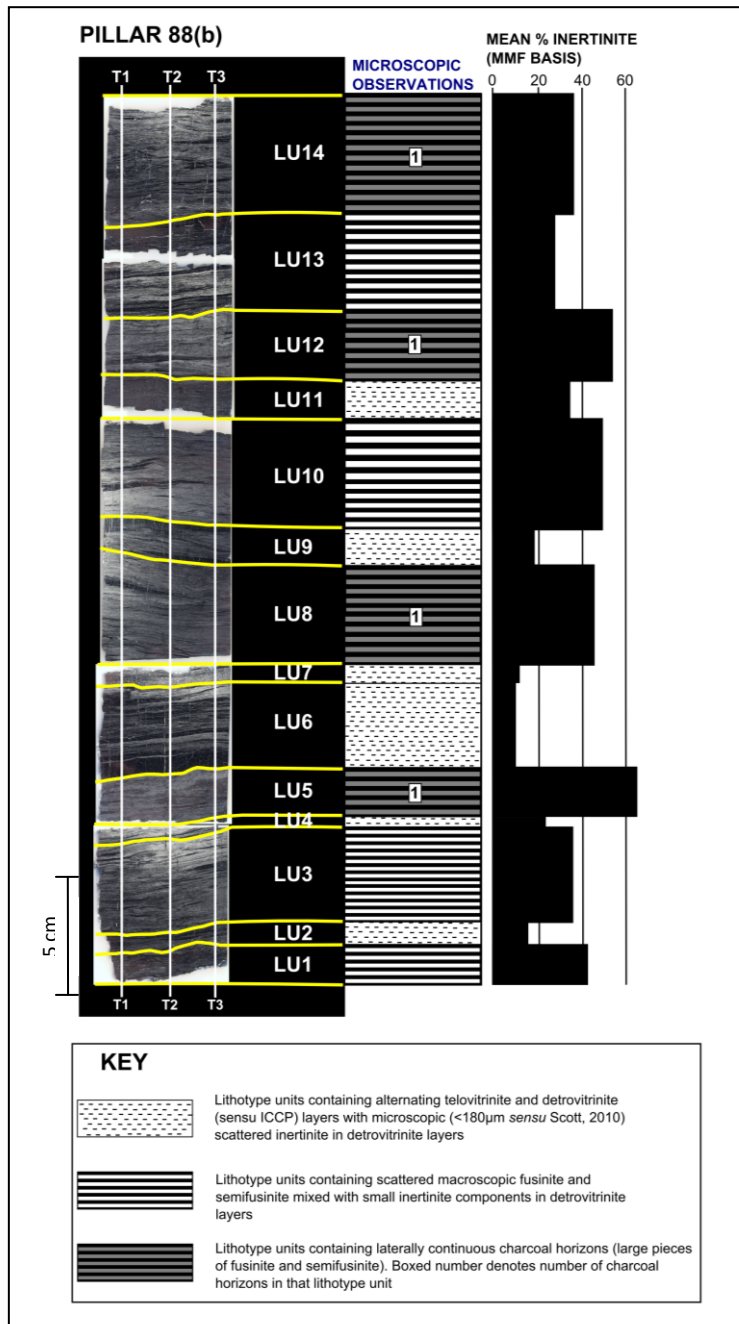 PILLAR 88(b)
MEAN % INERTINITE
(MMF BASIS)
MICROSCOPIC
OBSERVATIONS
0 20 40 60
T1 T2 T3
LU14
1
LU13
LU12
1
LU11
LU10
LU9
LU8
1
LU7
LU6
LU5
1
LU4
LU3
LU2
LU1
5 cm
T1 T2 T3
KEY
Lithotype units containing alternating telovitrinite and detrovitrinite
(sensu ICCP) layers with microscopic (<180µm sensu Scott, 2010)
scattered inertinite in detrovitrinite layers
Lithotype units containing scattered macroscopic fusinite and
semifusinite mixed with small inertinite components in detrovitrinite
layers
Lithotype units containing laterally continuous charcoal horizons (large pieces
of fusinite and semifusinite). Boxed number denotes number of charcoal
horizons in that lithotype unit